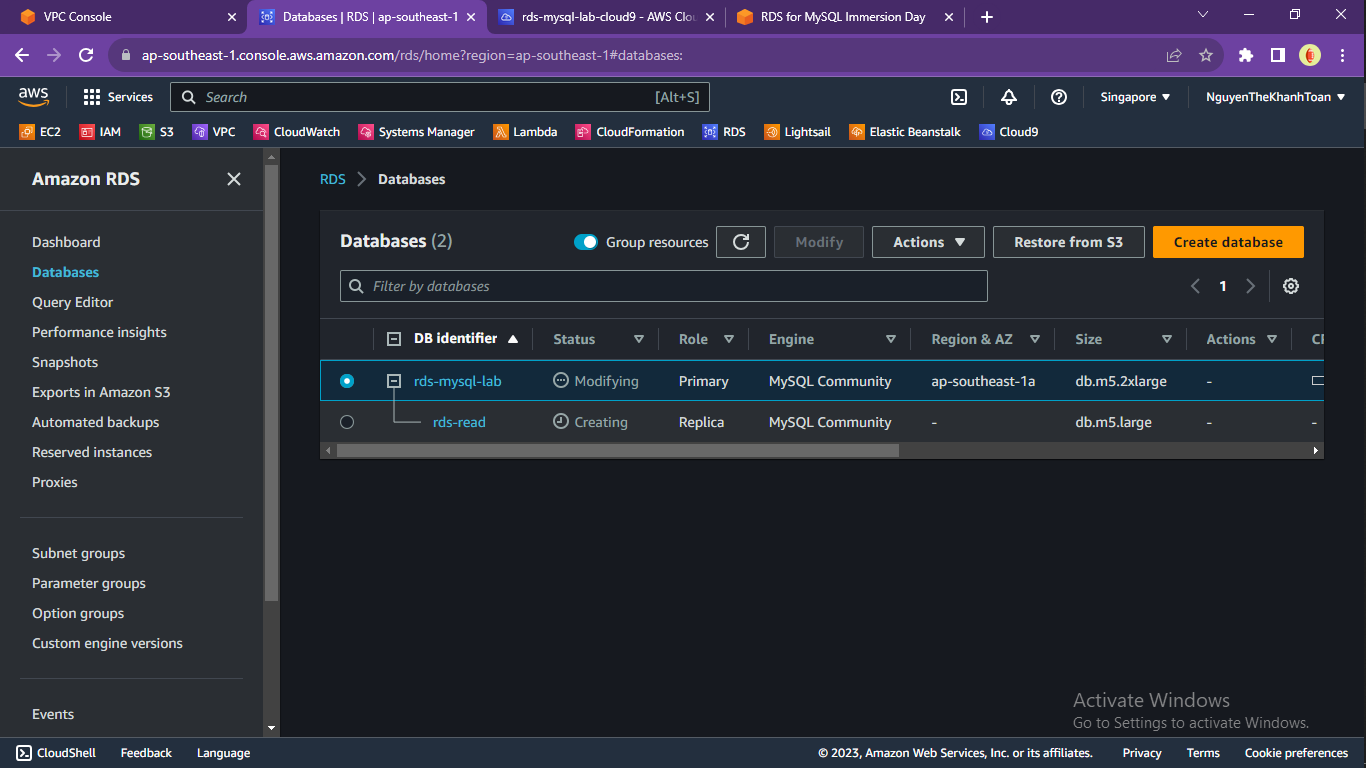 VPC Console
Databases | RDS | ap-southeast-1
rds-mysql-lab-cloud9 - AWS Clou
RDS for MySQL Immersion Day
ap-southeast-1.console.aws.amazon.com/rds/home?region=ap-southeast-1#databases:
aws
Services
Search
[Alt+S]
Singapore
NguyenTheKhanhToan
EC2
IAM
S3
VPC
CloudWatch
Systems Manager
Lambda
CloudFormation
RDS
Lightsail
Elastic Beanstalk
Cloud9
Amazon RDS
Dashboard
Databases
Query Editor
Performance insights
Snapshots
Exports in Amazon S3
Automated backups
Reserved instances
Proxies
Subnet groups
Parameter groups
Option groups
Custom engine versions
Events
RDS > Databases
Databases (2)
Group resources
Modify
Actions
Restore from S3
Create database
Filter by databases
1
DB identifier Status Role Engine Region & AZ Size Actions
rds-mysql-lab Modifying Primary MySQL Community ap-southeast-1a db.m5.2xlarge -
rds-read Creating Replica MySQL Community - db.m5.large - -
Activate Windows
Go to Settings to activate Windows.
CloudShell
Feedback
Language
© 2023, Amazon Web Services, Inc. or its affiliates.
Privacy
Terms
Cookie preferences